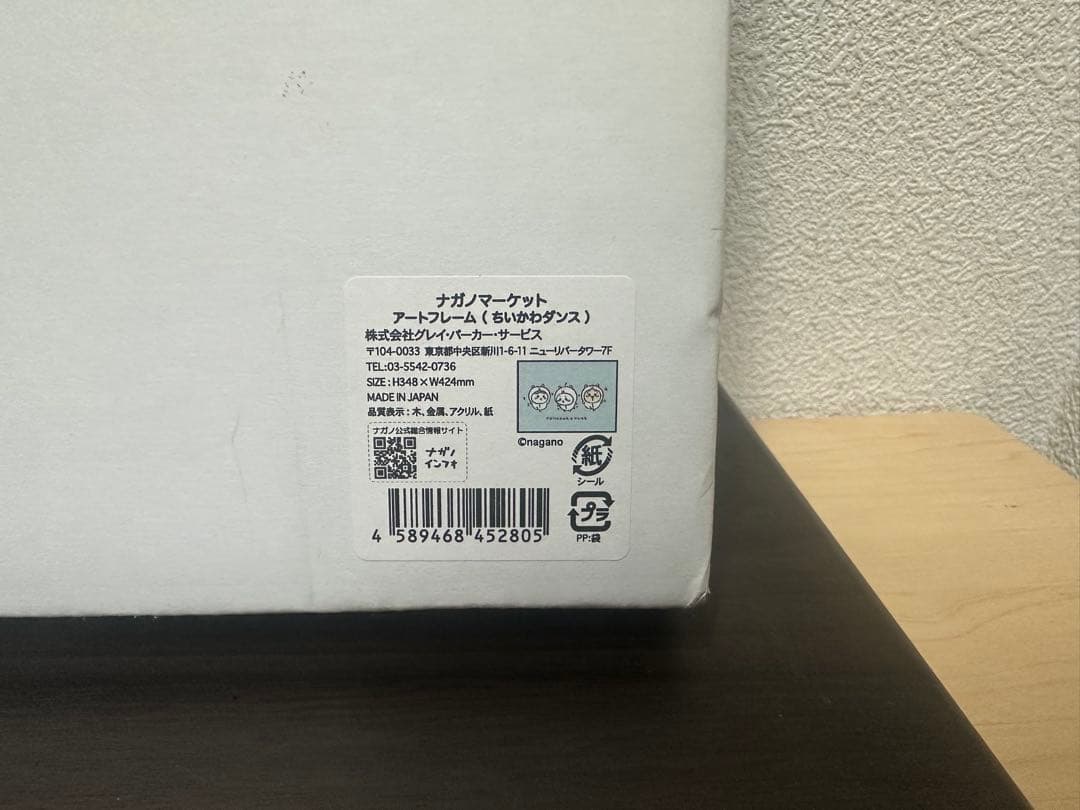 ナガノマーケット
アートフレーム ( ちいかわダンス )
株式会社グレイ・パーカー・サービス
〒104-0033 東京都中央区新川1-6-11 ニューリバータワー7F
TEL:03-5542-0736
SIZE : H348×W424mm
MADE IN JAPAN
品質表示 : 木、金属、アクリル、紙
ナガノ公式総合情報サイト
ナガノ
インフォ
©nagano
紙
シール
プラ
PP:袋
4 589468 452805